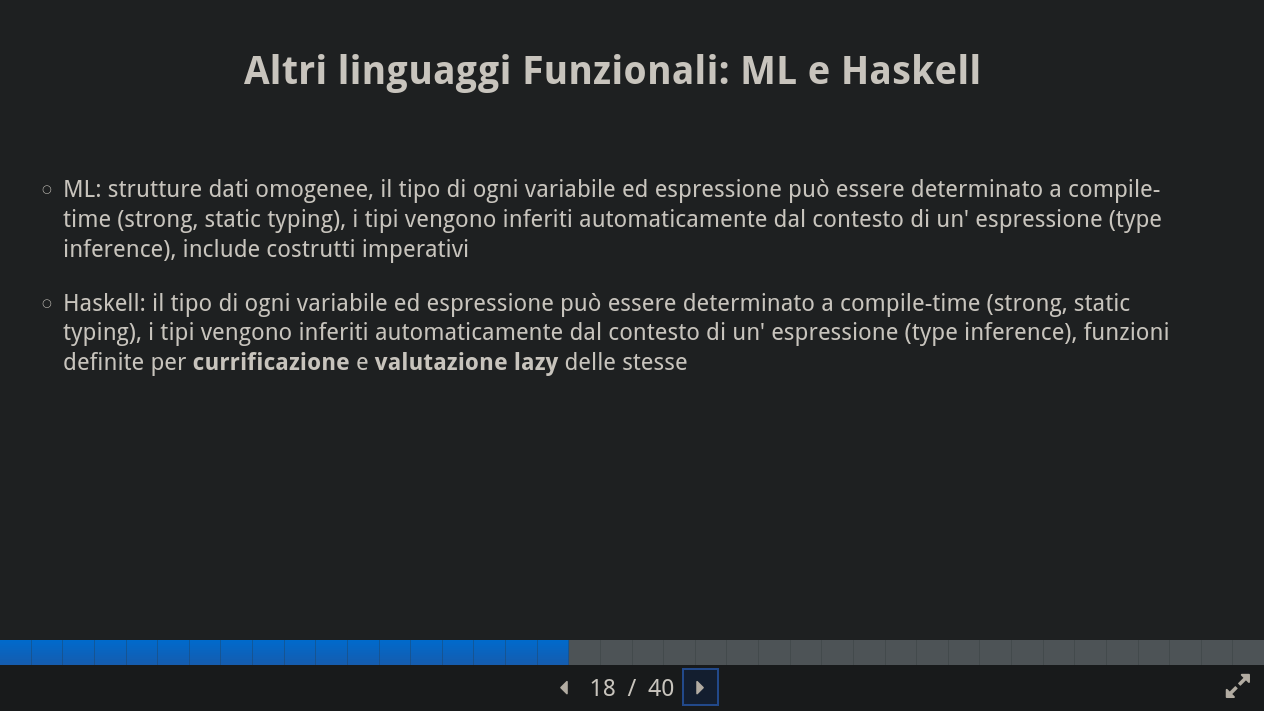 Altri linguaggi Funzionali: ML e Haskell
ML: strutture dati omogenee, il tipo di ogni variabile ed espressione può essere determinato a compile-
time (strong, static typing), i tipi vengono inferiti automaticamente dal contesto di un' espressione (type
inference), include costrutti imperativi
Haskell: il tipo di ogni variabile ed espressione può essere determinato a compile-time (strong, static
typing), i tipi vengono inferiti automaticamente dal contesto di un' espressione (type inference), funzioni
definite per currificazione e valutazione lazy delle stesse
18 / 40